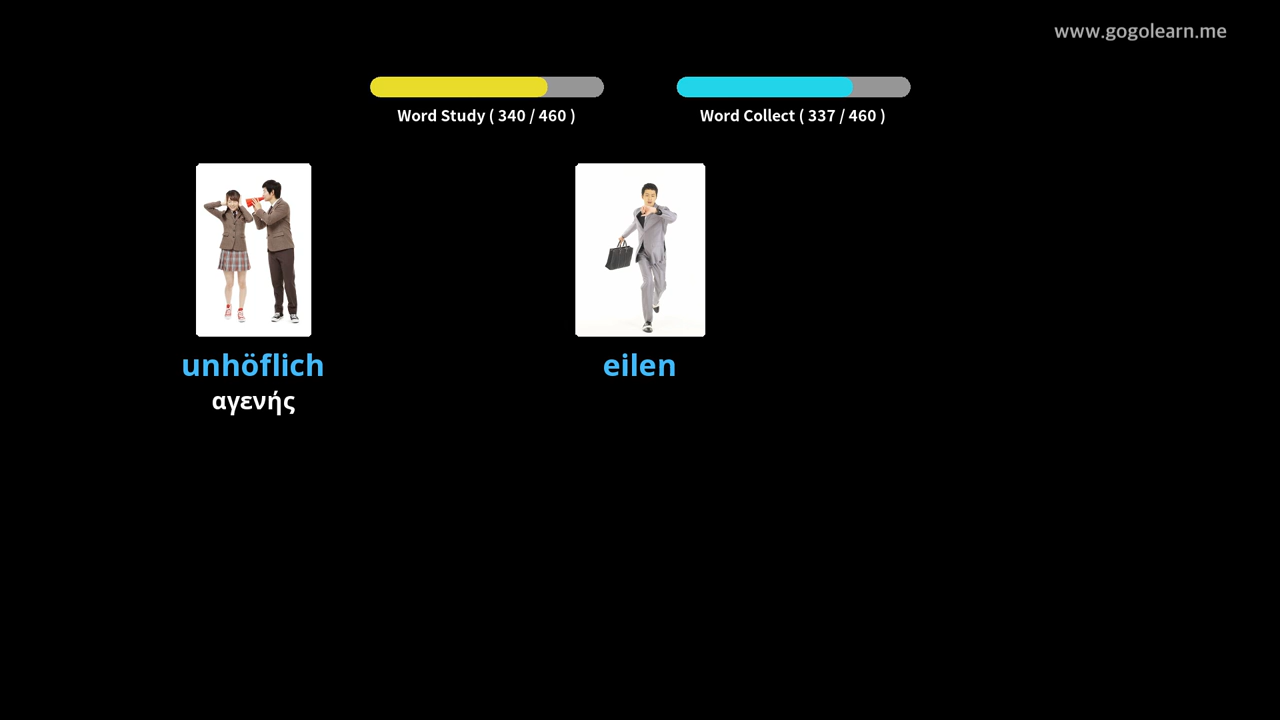 www.gogolearn.me
Word Study ( 340 / 460 )
Word Collect ( 337 / 460 )
unhöflich
αγενής
eilen